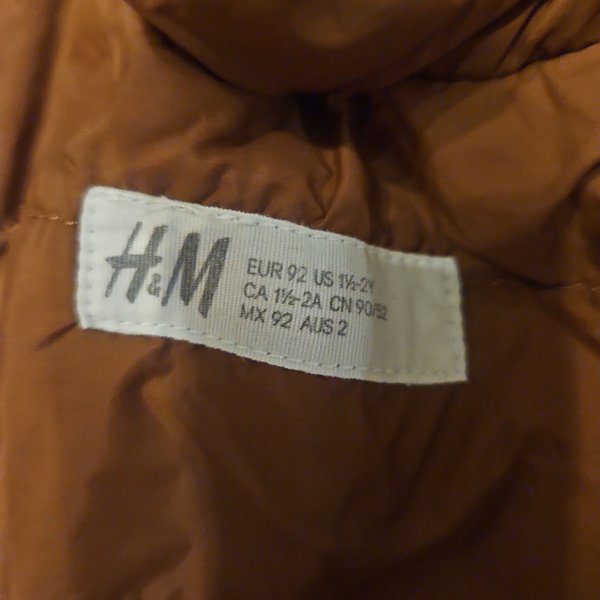 H&M
EUR 92 US 1½-2Y
CA 1½-2A CN 90/52
MX 92 AUS 2